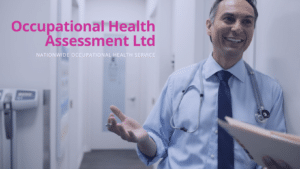 Occupational Health
Assessment Ltd
NATIONWIDE OCCUPATIONAL HEALTH SERVICE